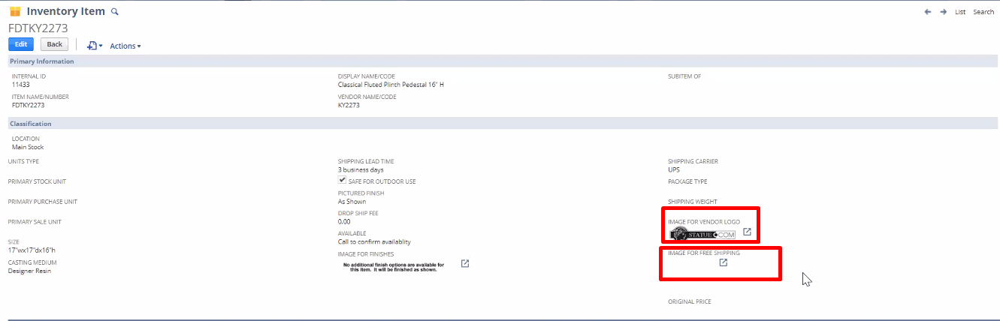 Inventory Item
List Search
FDTKY2273
Edit Back Actions
Primary Information
INTERNAL ID
11433
ITEM NAME/NUMBER
FDTKY2273
DISPLAY NAME/CODE
Classical Fluted Plinth Pedestal 16" H
VENDOR NAME/CODE
KY2273
SUBITEM OF
Classification
LOCATION
Main Stock
UNITS TYPE
PRIMARY STOCK UNIT
PRIMARY PURCHASE UNIT
PRIMARY SALE UNIT
SIZE
17"wx17"dx16"h
CASTING MEDIUM
Designer Resin
SHIPPING LEAD TIME
3 business days
SAFE FOR OUTDOOR USE
PICTURED FINISH
As Shown
DROP SHIP FEE
0.00
AVAILABLE
Call to confirm availablity
IMAGE FOR FINISHES
No additional finish options are available for
this item. It will be finished as shown.
SHIPPING CARRIER
UPS
PACKAGE TYPE
SHIPPING WEIGHT
IMAGE FOR VENDOR LOGO
STATUE.COM
IMAGE FOR FREE SHIPPING
ORIGINAL PRICE